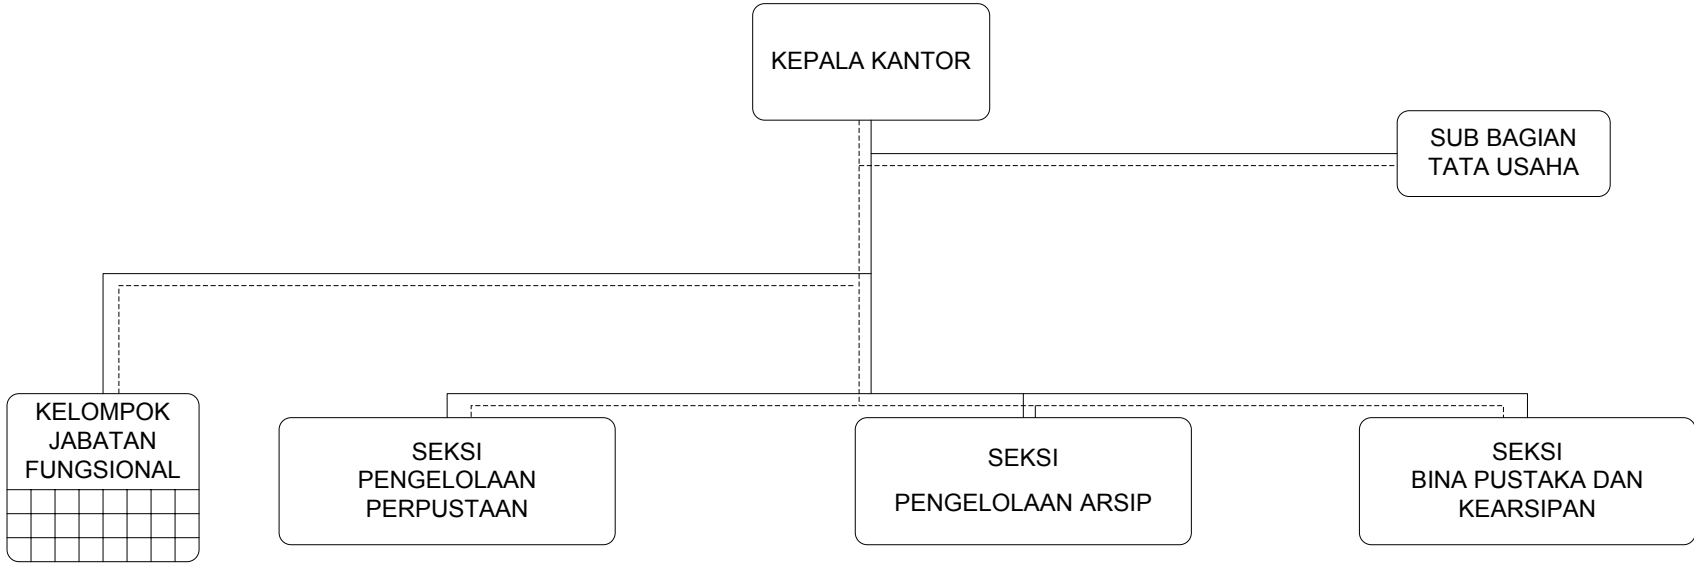 KEPALA KANTOR
SUB BAGIAN
TATA USAHA
KELOMPOK
JABATAN
FUNGSIONAL
SEKSI
PENGELOLAAN
PERPUSTAAN
SEKSI
PENGELOLAAN ARSIP
SEKSI
BINA PUSTAKA DAN
KEARSIPAN